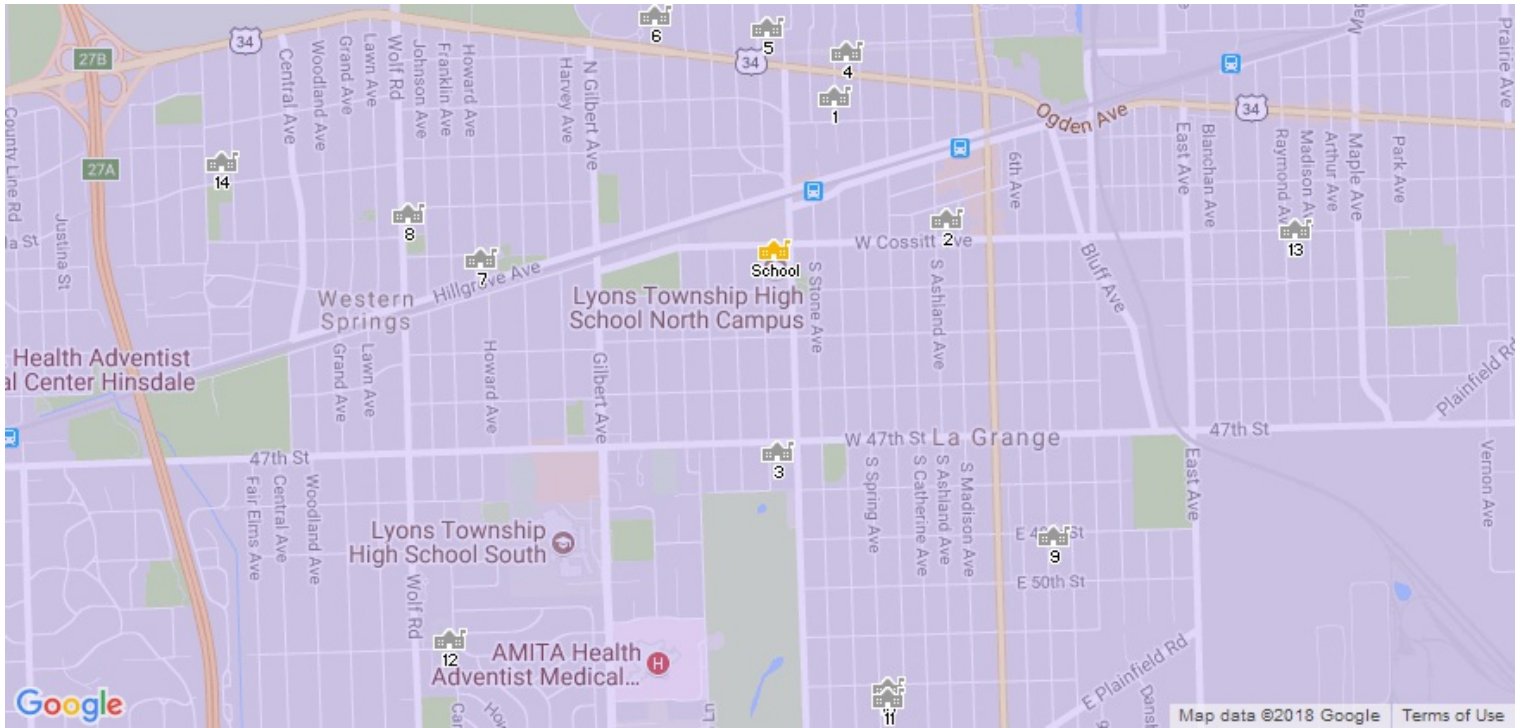 27B
34
Central Ave
Woodland Ave
Grand Ave
Lawn Ave
Wolf Rd
Johnson Ave
Franklin Ave
Howard Ave
Harvey Ave
N Gilbert Ave
6
5
34
4
1
Ogden Ave
34
Prairie Ave
County Line Rd
27A
14
Justina St
8
7
Hillgrove Ave
Western
Springs
School
Lyons Township High
School North Campus
S Stone Ave
W Cossitt Ave
2
S Ashland Ave
6th Ave
Bluff Ave
East Ave
Blanchan Ave
Raymond Ave
Madison Ave
Arthur Ave
Maple Ave
Park Ave
13
Health Adventist
al Center Hinsdale
Grand Ave
Lawn Ave
Howard Ave
Gilbert Ave
Plainfield Rd
47th St
W 47th St
La Grange
47th St
3
Fair Elms Ave
Central Ave
Woodland Ave
Lyons Township
High School South
S Spring Ave
S Catherine Ave
S Ashland Ave
S Madison Ave
9
E 50th St
East Ave
Vernon Ave
Wolf Rd
12
AMITA Health
Adventist Medical...
H
11
E Plainfield Rd
Google
Map data ©2018 Google
Terms of Use